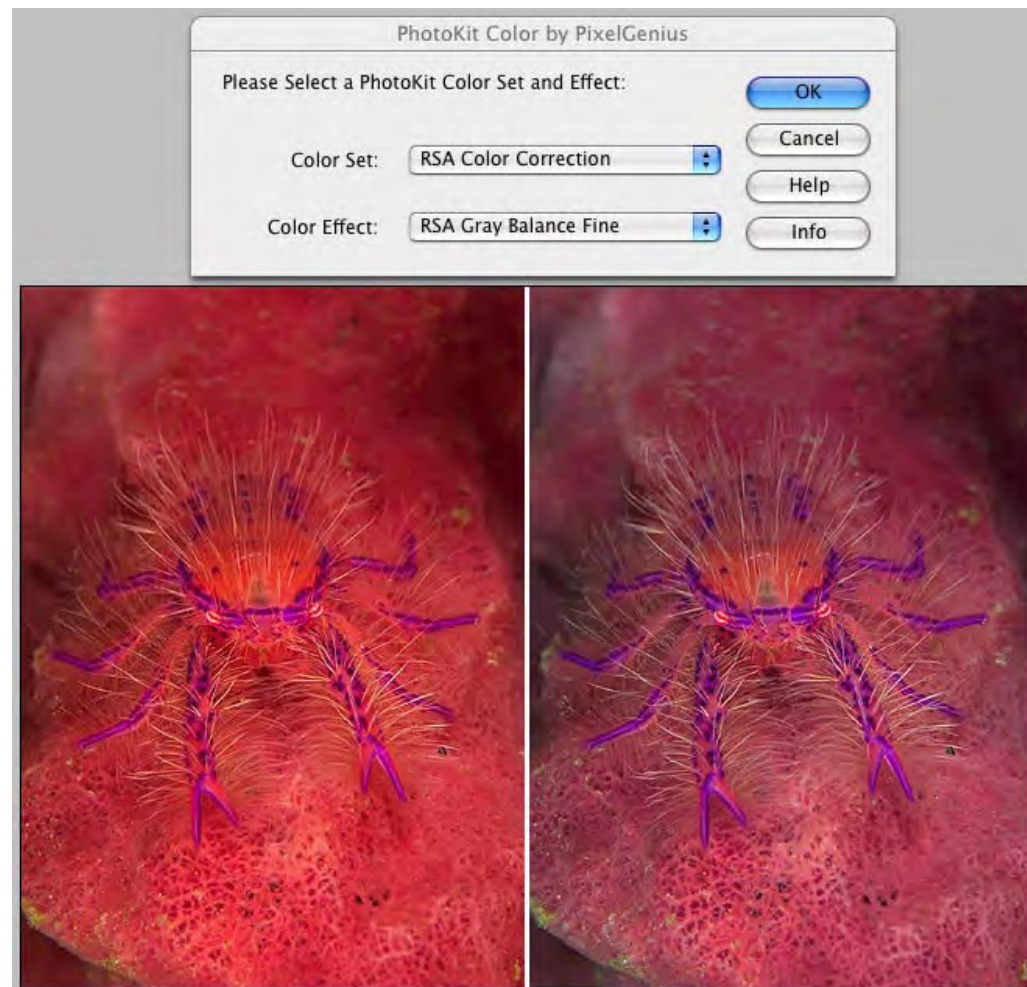 PhotoKit Color by PixelGenius
Please Select a PhotoKit Color Set and Effect:
OK
Cancel
Color Set:
RSA Color Correction
Help
Color Effect:
RSA Gray Balance Fine
Info